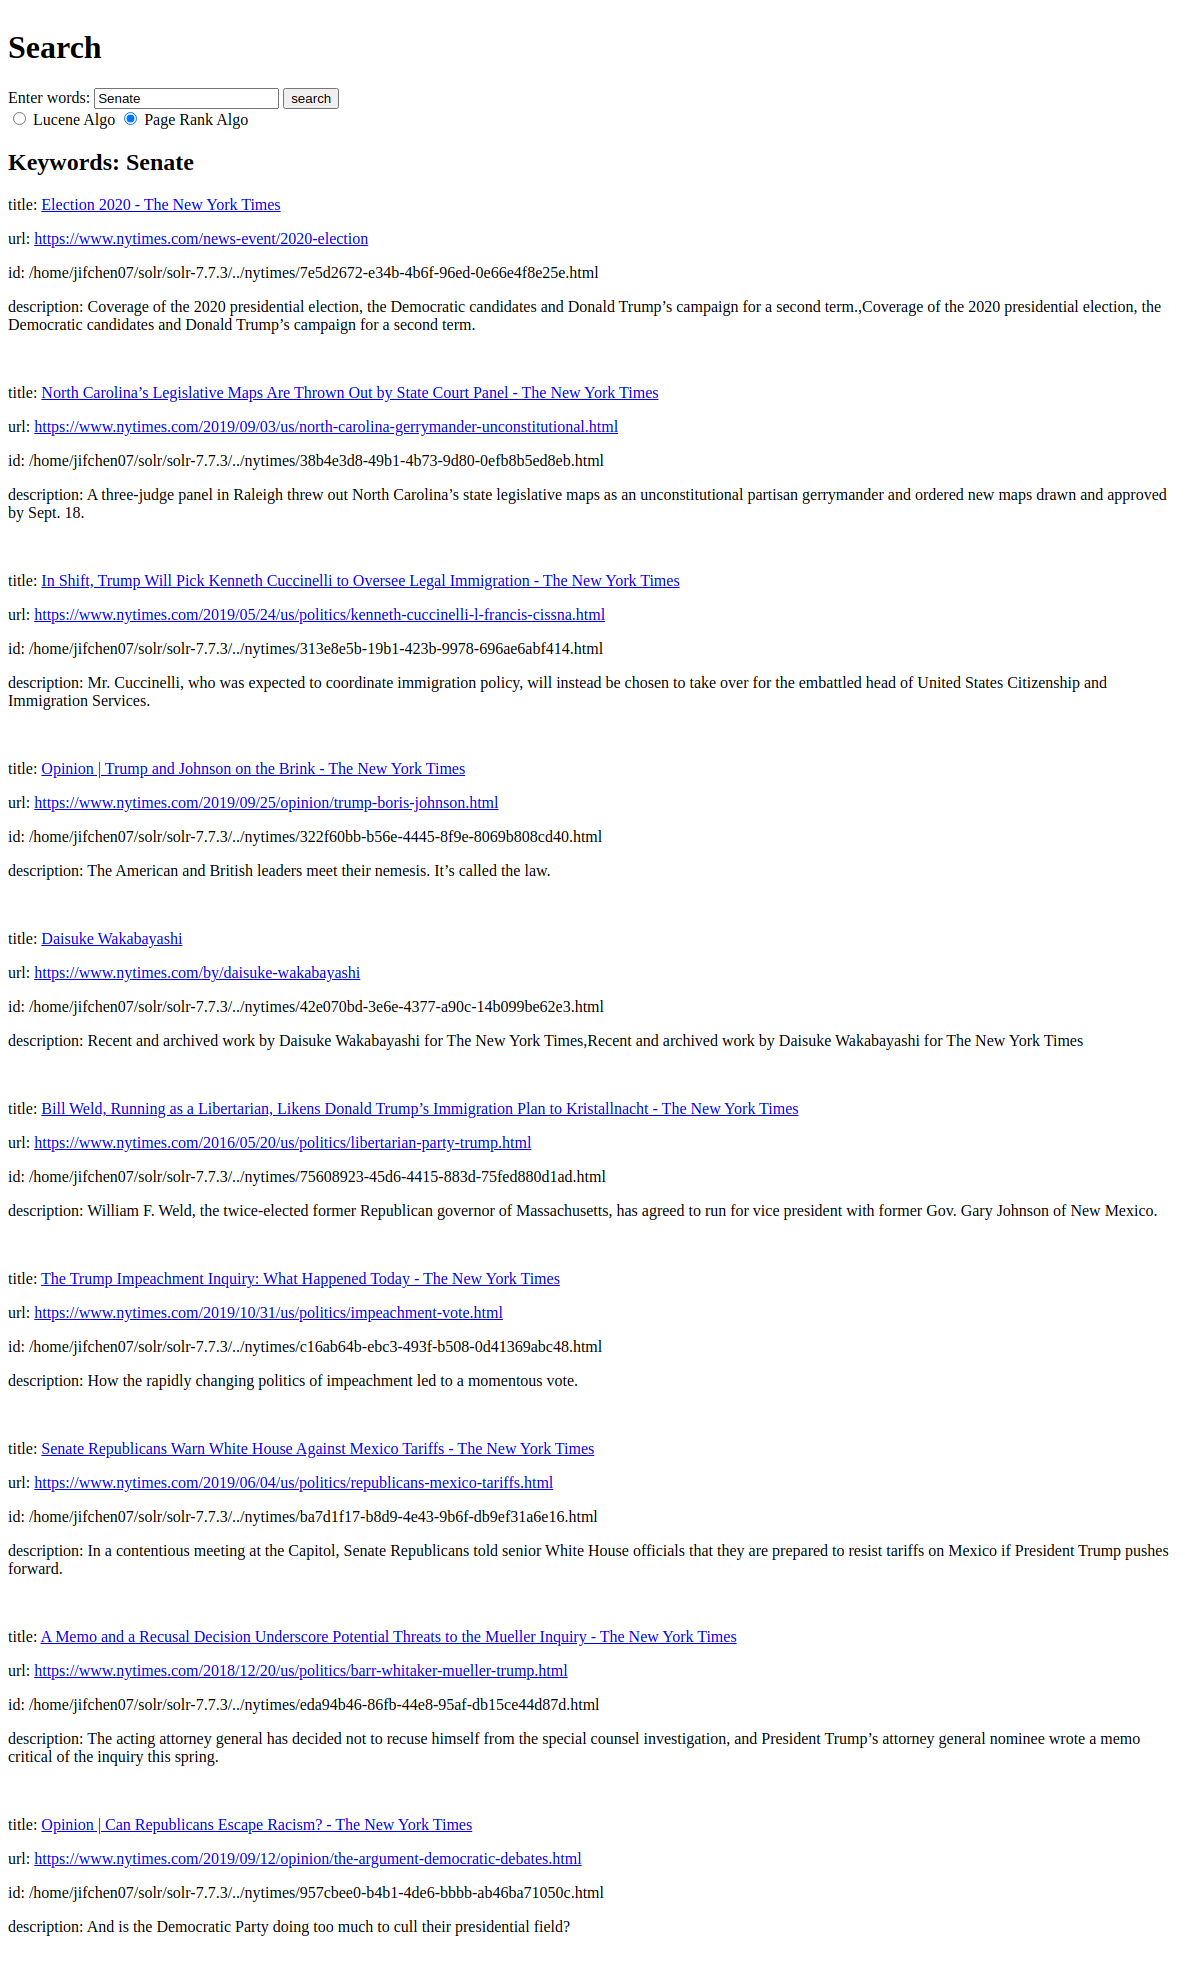 Search
Enter words: Senate search
Lucene Algo Page Rank Algo
Keywords: Senate
title: Election 2020 - The New York Times
url: https://www.nytimes.com/news-event/2020-election
id: /home/jifchen07/solr/solr-7.7.3/../nytimes/7e5d2672-e34b-4b6f-96ed-0e66e4f8e25e.html
description: Coverage of the 2020 presidential election, the Democratic candidates and Donald Trump’s campaign for a second term.,Coverage of the 2020 presidential election, the
Democratic candidates and Donald Trump’s campaign for a second term.
title: North Carolina’s Legislative Maps Are Thrown Out by State Court Panel - The New York Times
url: https://www.nytimes.com/2019/09/03/us/north-carolina-gerrymander-unconstitutional.html
id: /home/jifchen07/solr/solr-7.7.3/../nytimes/38b4e3d8-49b1-4b73-9d80-0efb8b5ed8eb.html
description: A three-judge panel in Raleigh threw out North Carolina’s state legislative maps as an unconstitutional partisan gerrymander and ordered new maps drawn and approved
by Sept. 18.
title: In Shift, Trump Will Pick Kenneth Cuccinelli to Oversee Legal Immigration - The New York Times
url: https://www.nytimes.com/2019/05/24/us/politics/kenneth-cuccinelli-l-francis-cissna.html
id: /home/jifchen07/solr/solr-7.7.3/../nytimes/313e8e5b-19b1-423b-9978-696ae6abf414.html
description: Mr. Cuccinelli, who was expected to coordinate immigration policy, will instead be chosen to take over for the embattled head of United States Citizenship and
Immigration Services.
title: Opinion | Trump and Johnson on the Brink - The New York Times
url: https://www.nytimes.com/2019/09/25/opinion/trump-boris-johnson.html
id: /home/jifchen07/solr/solr-7.7.3/../nytimes/322f60bb-b56e-4445-8f9e-8069b808cd40.html
description: The American and British leaders meet their nemesis. It’s called the law.
title: Daisuke Wakabayashi
url: https://www.nytimes.com/by/daisuke-wakabayashi
id: /home/jifchen07/solr/solr-7.7.3/../nytimes/42e070bd-3e6e-4377-a90c-14b099be62e3.html
description: Recent and archived work by Daisuke Wakabayashi for The New York Times,Recent and archived work by Daisuke Wakabayashi for The New York Times
title: Bill Weld, Running as a Libertarian, Likens Donald Trump’s Immigration Plan to Kristallnacht - The New York Times
url: https://www.nytimes.com/2016/05/20/us/politics/libertarian-party-trump.html
id: /home/jifchen07/solr/solr-7.7.3/../nytimes/75608923-45d6-4415-883d-75fed880d1ad.html
description: William F. Weld, the twice-elected former Republican governor of Massachusetts, has agreed to run for vice president with former Gov. Gary Johnson of New Mexico.
title: The Trump Impeachment Inquiry: What Happened Today - The New York Times
url: https://www.nytimes.com/2019/10/31/us/politics/impeachment-vote.html
id: /home/jifchen07/solr/solr-7.7.3/../nytimes/c16ab64b-ebc3-493f-b508-0d41369abc48.html
description: How the rapidly changing politics of impeachment led to a momentous vote.
title: Senate Republicans Warn White House Against Mexico Tariffs - The New York Times
url: https://www.nytimes.com/2019/06/04/us/politics/republicans-mexico-tariffs.html
id: /home/jifchen07/solr/solr-7.7.3/../nytimes/ba7d1f17-b8d9-4e43-9b6f-db9ef31a6e16.html
description: In a contentious meeting at the Capitol, Senate Republicans told senior White House officials that they are prepared to resist tariffs on Mexico if President Trump pushes
forward.
title: A Memo and a Recusal Decision Underscore Potential Threats to the Mueller Inquiry - The New York Times
url: https://www.nytimes.com/2018/12/20/us/politics/barr-whitaker-mueller-trump.html
id: /home/jifchen07/solr/solr-7.7.3/../nytimes/eda94b46-86fb-44e8-95af-db15ce44d87d.html
description: The acting attorney general has decided not to recuse himself from the special counsel investigation, and President Trump’s attorney general nominee wrote a memo
critical of the inquiry this spring.
title: Opinion | Can Republicans Escape Racism? - The New York Times
url: https://www.nytimes.com/2019/09/12/opinion/the-argument-democratic-debates.html
id: /home/jifchen07/solr/solr-7.7.3/../nytimes/957cbee0-b4b1-4de6-bbbb-ab46ba71050c.html
description: And is the Democratic Party doing too much to cull their presidential field?